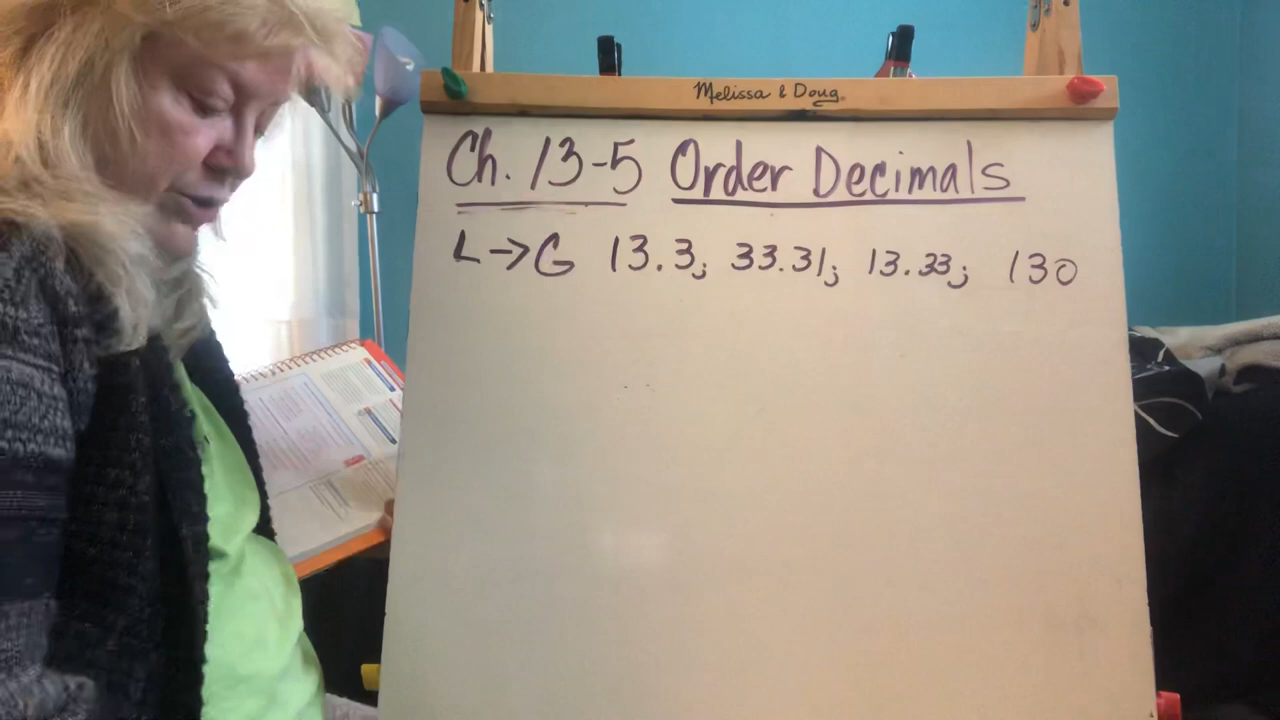 Melissa & Doug
Ch. 13-5 Order Decimals
L→G 13.3; 33.31; 13.33; 130